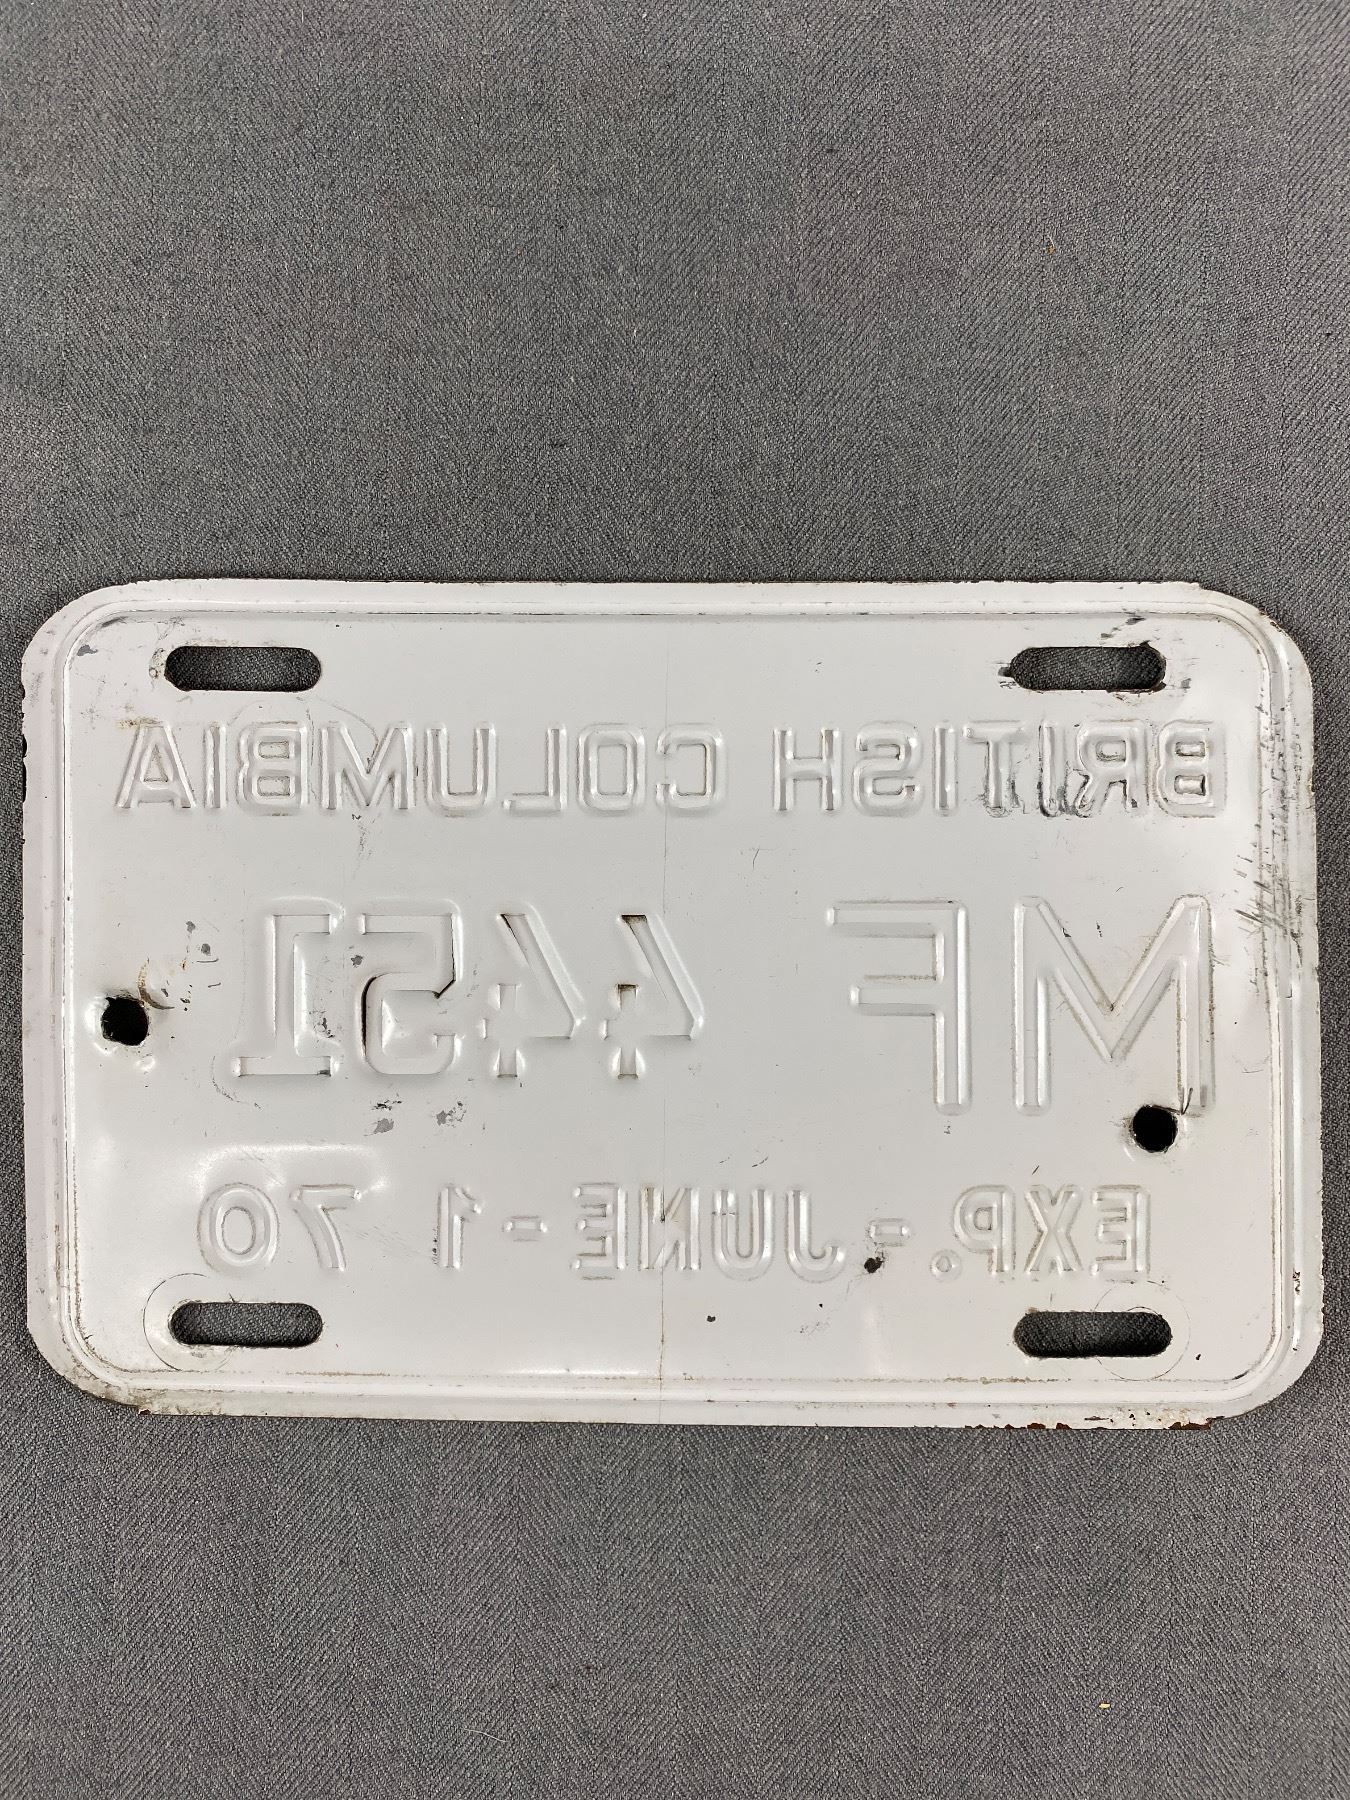 BRITISH COLUMBIA
MF 4451
EXP. - JUNE - 1 70